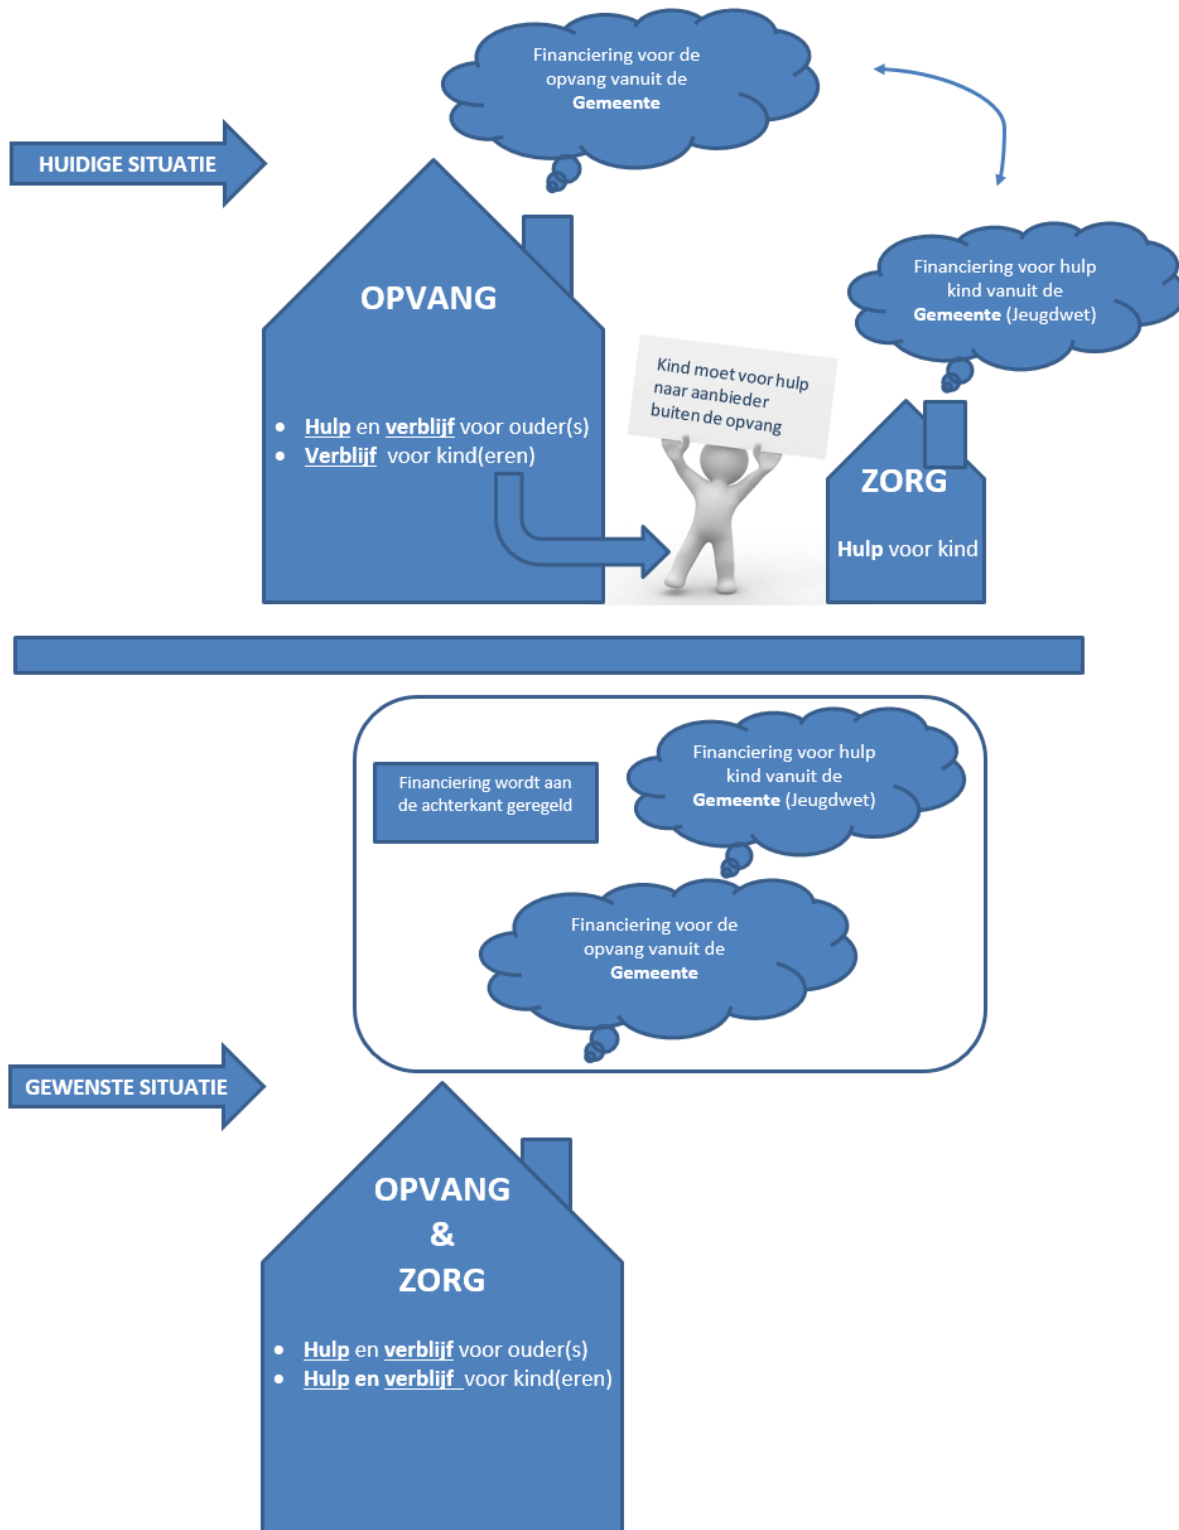 Financiering voor de
opvang vanuit de
Gemeente
HUIDIGE SITUATIE
Financiering voor hulp
kind vanuit de
Gemeente (Jeugdwet)
OPVANG
• Hulp en verblijf voor ouder(s)
• Verblijf voor kind(eren)
Kind moet voor hulp
naar aanbieder
buiten de opvang
ZORG
Hulp voor kind
Financiering wordt aan
de achterkant geregeld
Financiering voor hulp
kind vanuit de
Gemeente (Jeugdwet)
Financiering voor de
opvang vanuit de
Gemeente
GEWENSTE SITUATIE
OPVANG
&
ZORG
• Hulp en verblijf voor ouder(s)
• Hulp en verblijf voor kind(eren)